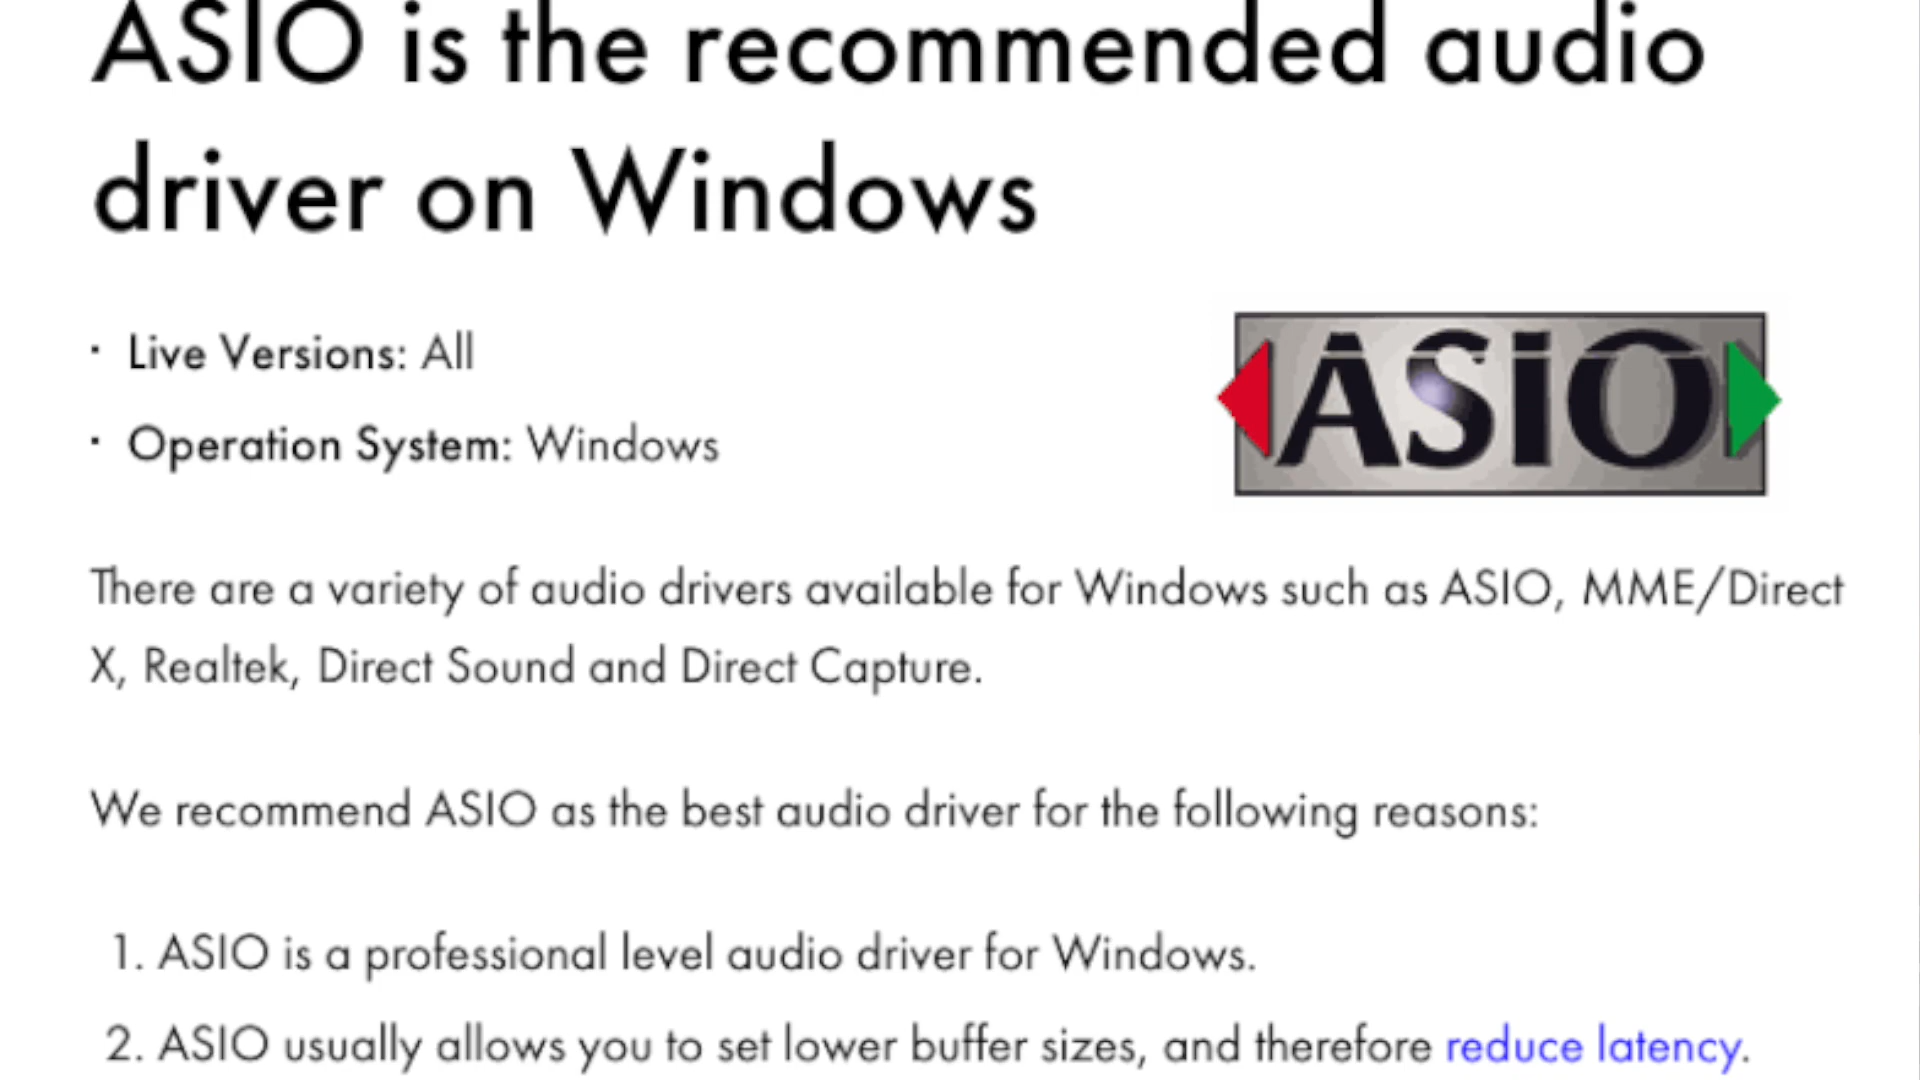 ASIO is the recommended audio
driver on Windows
· Live Versions: All
· Operation System: Windows
ASiO
There are a variety of audio drivers available for Windows such as ASIO, MME/Direct
X, Realtek, Direct Sound and Direct Capture.
We recommend ASIO as the best audio driver for the following reasons:
1. ASIO is a professional level audio driver for Windows.
2. ASIO usually allows you to set lower buffer sizes, and therefore reduce latency.